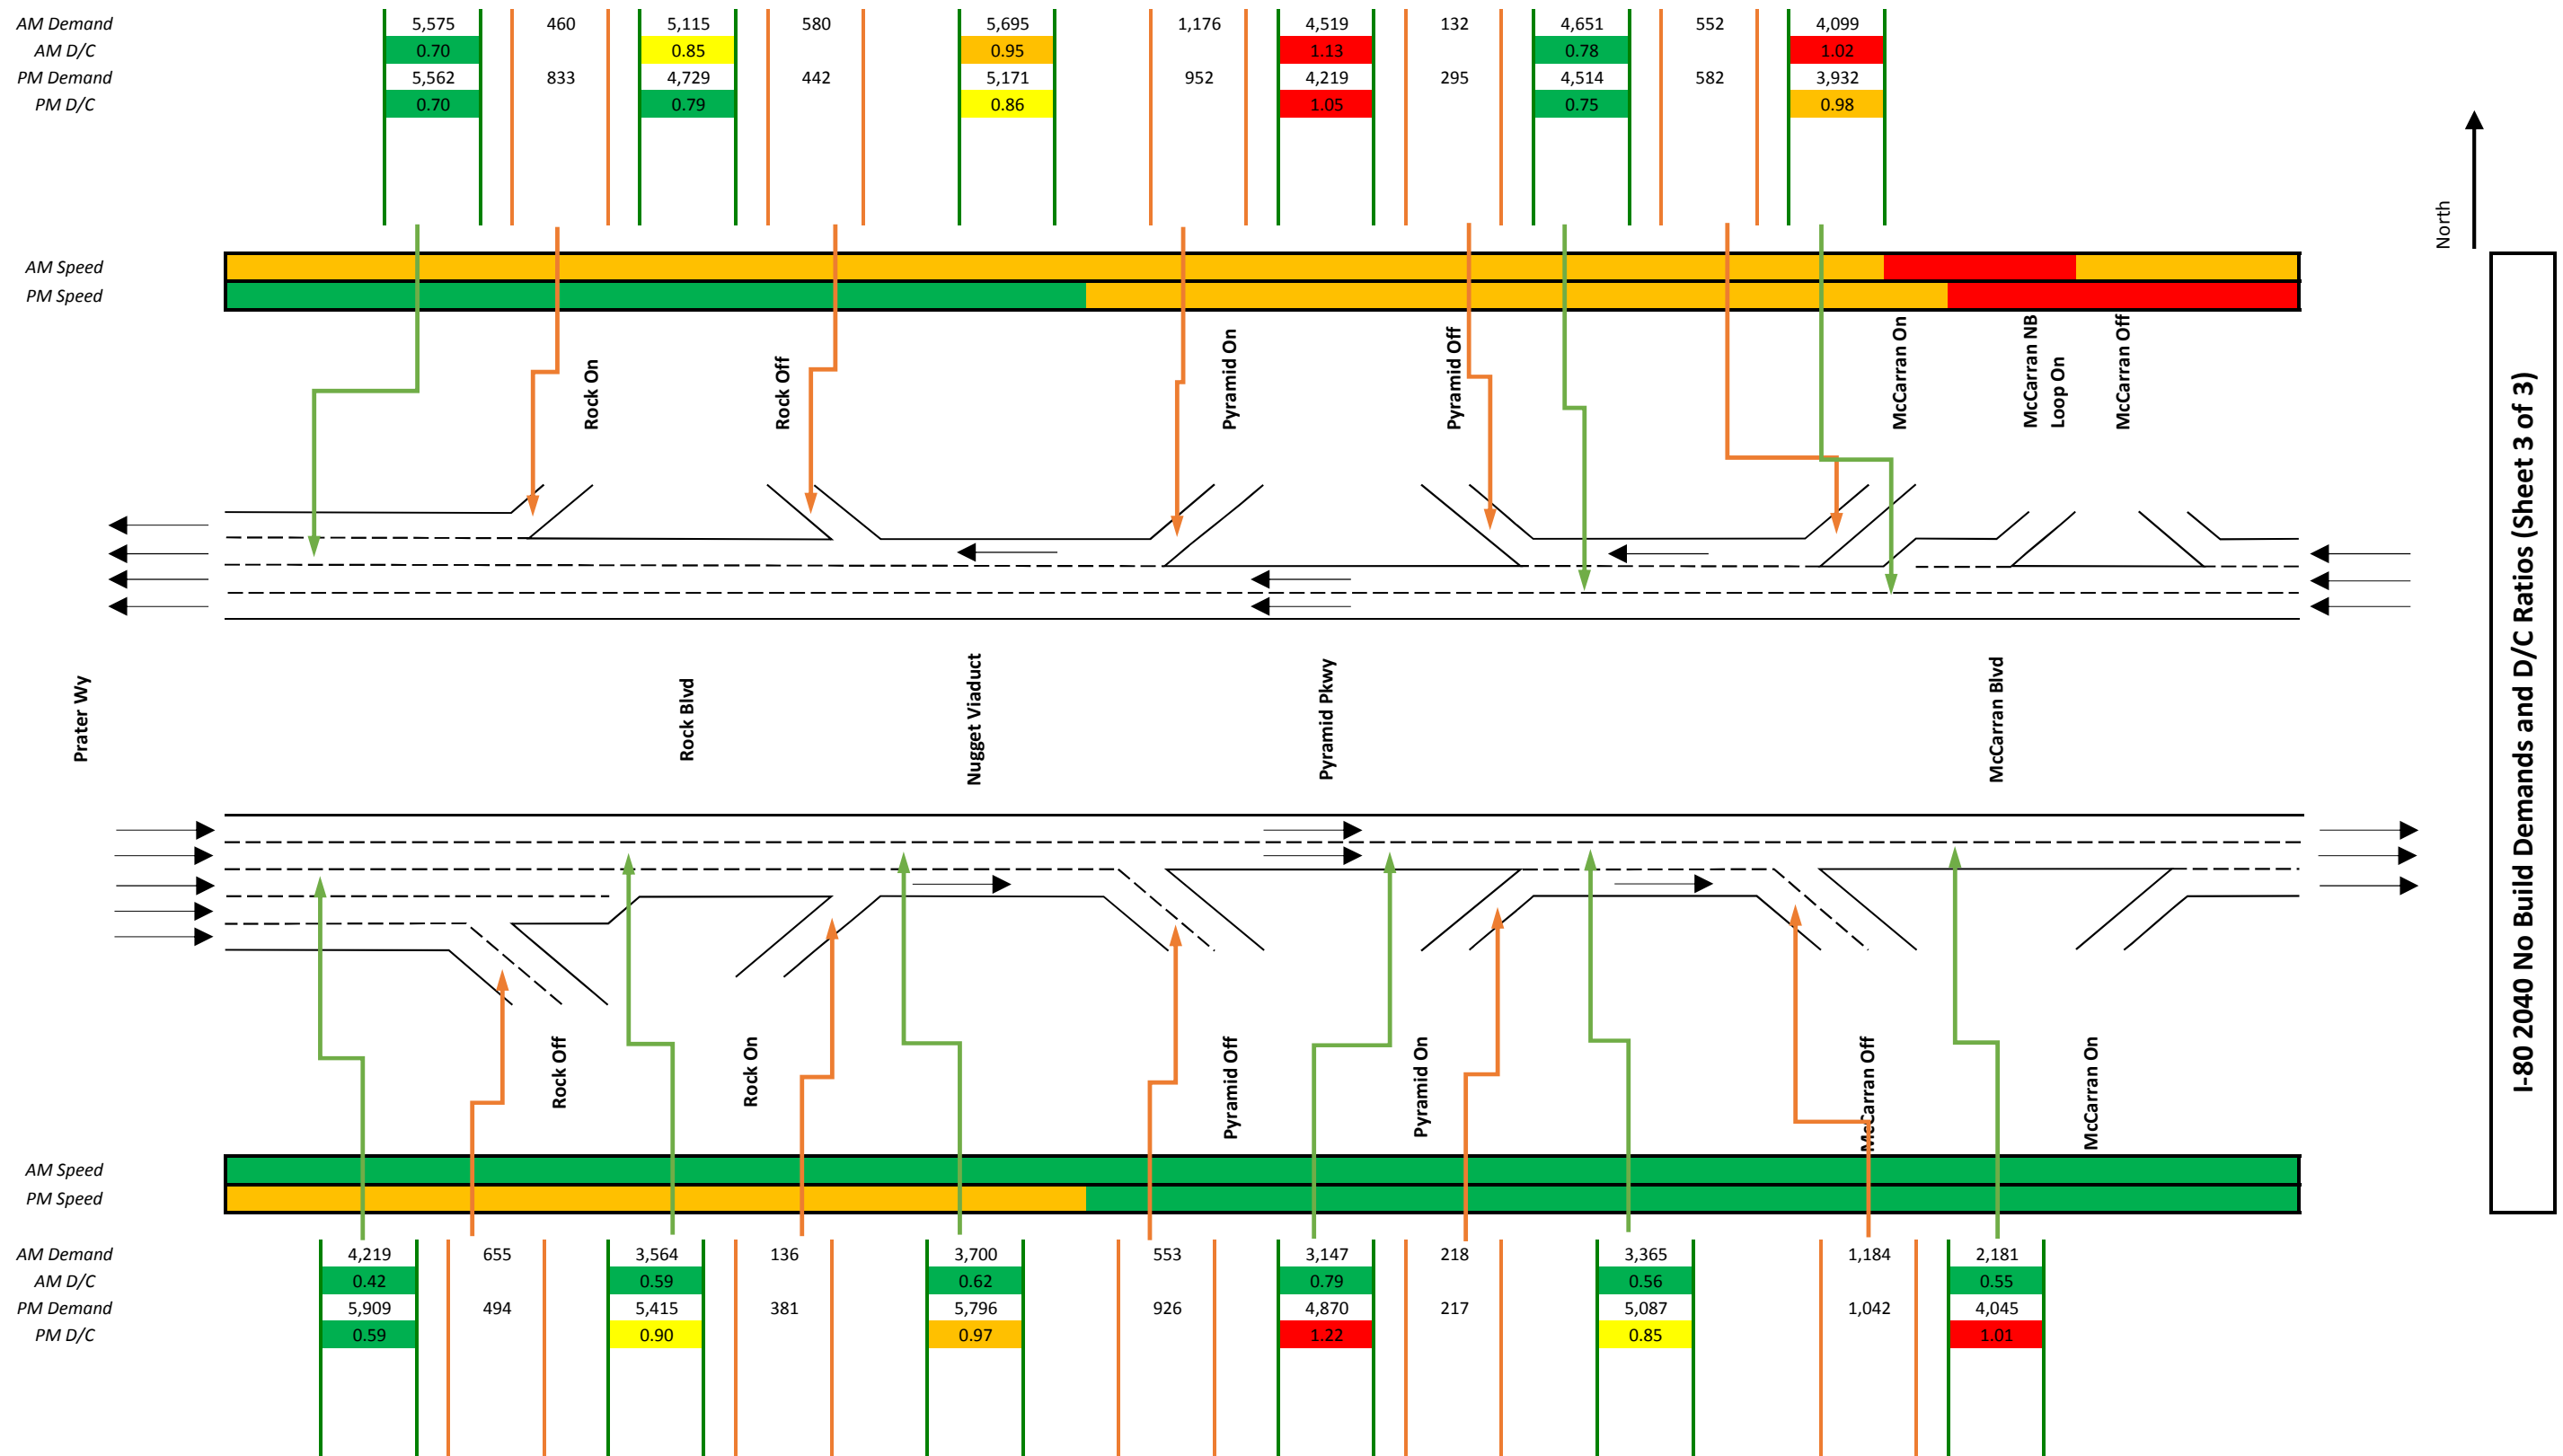 AM Demand 5,575 460 5,115 580 5,695 1,176 4,519 132 4,651 552 4,099
AM D/C 0.70 0.85 0.95 1.13 0.78 1.02
PM Demand 5,562 833 4,729 442 5,171 952 4,219 295 4,514 582 3,932
PM D/C 0.70 0.79 0.86 1.05 0.75 0.98
North
AM Speed
PM Speed
Rock On
Rock Off
Pyramid On
Pyramid Off
McCarran On
McCarran NB
Loop On
McCarran Off
I-80 2040 No Build Demands and D/C Ratios (Sheet 3 of 3)
Prater Wy
Rock Blvd
Nugget Viaduct
Pyramid Pkwy
McCarran Blvd
Rock Off
Rock On
Pyramid Off
Pyramid On
McCarran Off
McCarran On
AM Speed
PM Speed
AM Demand 4,219 655 3,564 136 3,700 553 3,147 218 3,365 1,184 2,181
AM D/C 0.42 0.59 0.62 0.79 0.56 0.55
PM Demand 5,909 494 5,415 381 5,796 926 4,870 217 5,087 1,042 4,045
PM D/C 0.59 0.90 0.97 1.22 0.85 1.01